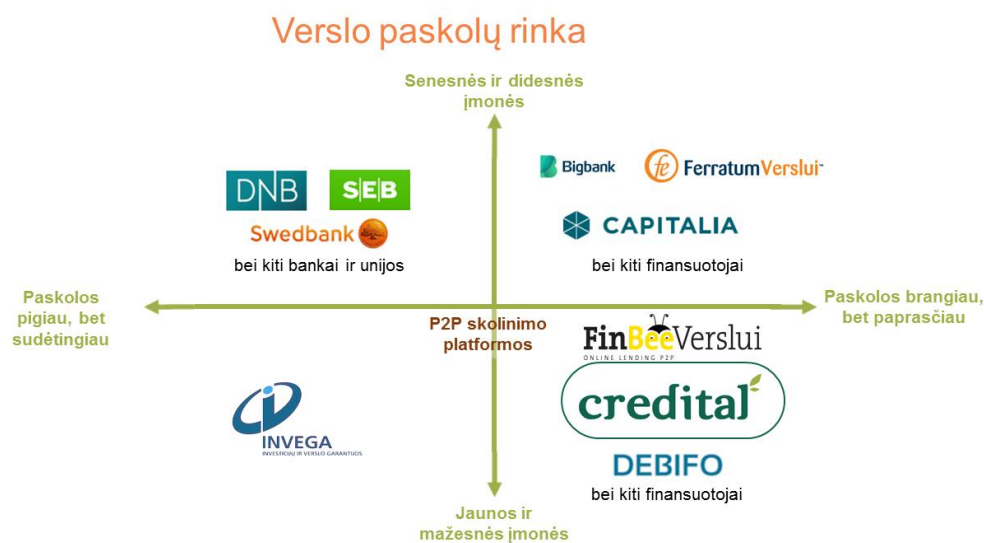 Verslo paskolų rinka
Senesnės ir didesnės
įmonės
DNB
S|E|B
Swedbank
bei kiti bankai ir unijos
Bigbank
fe FerratumVerslui
CAPITALIA
bei kiti finansuotojai
Paskolos
pigiau, bet
sudėtingiau
Paskolos brangiau,
bet paprasčiau
P2P skolinimo
platformos
FinBeeVerslui
ONLINE LENDING P2P
credital
DEBIFO
bei kiti finansuotojai
INVEGA
INVESTICIJŲ IR VERSLO GARANTIJOS
Jaunos ir
mažesnės įmonės